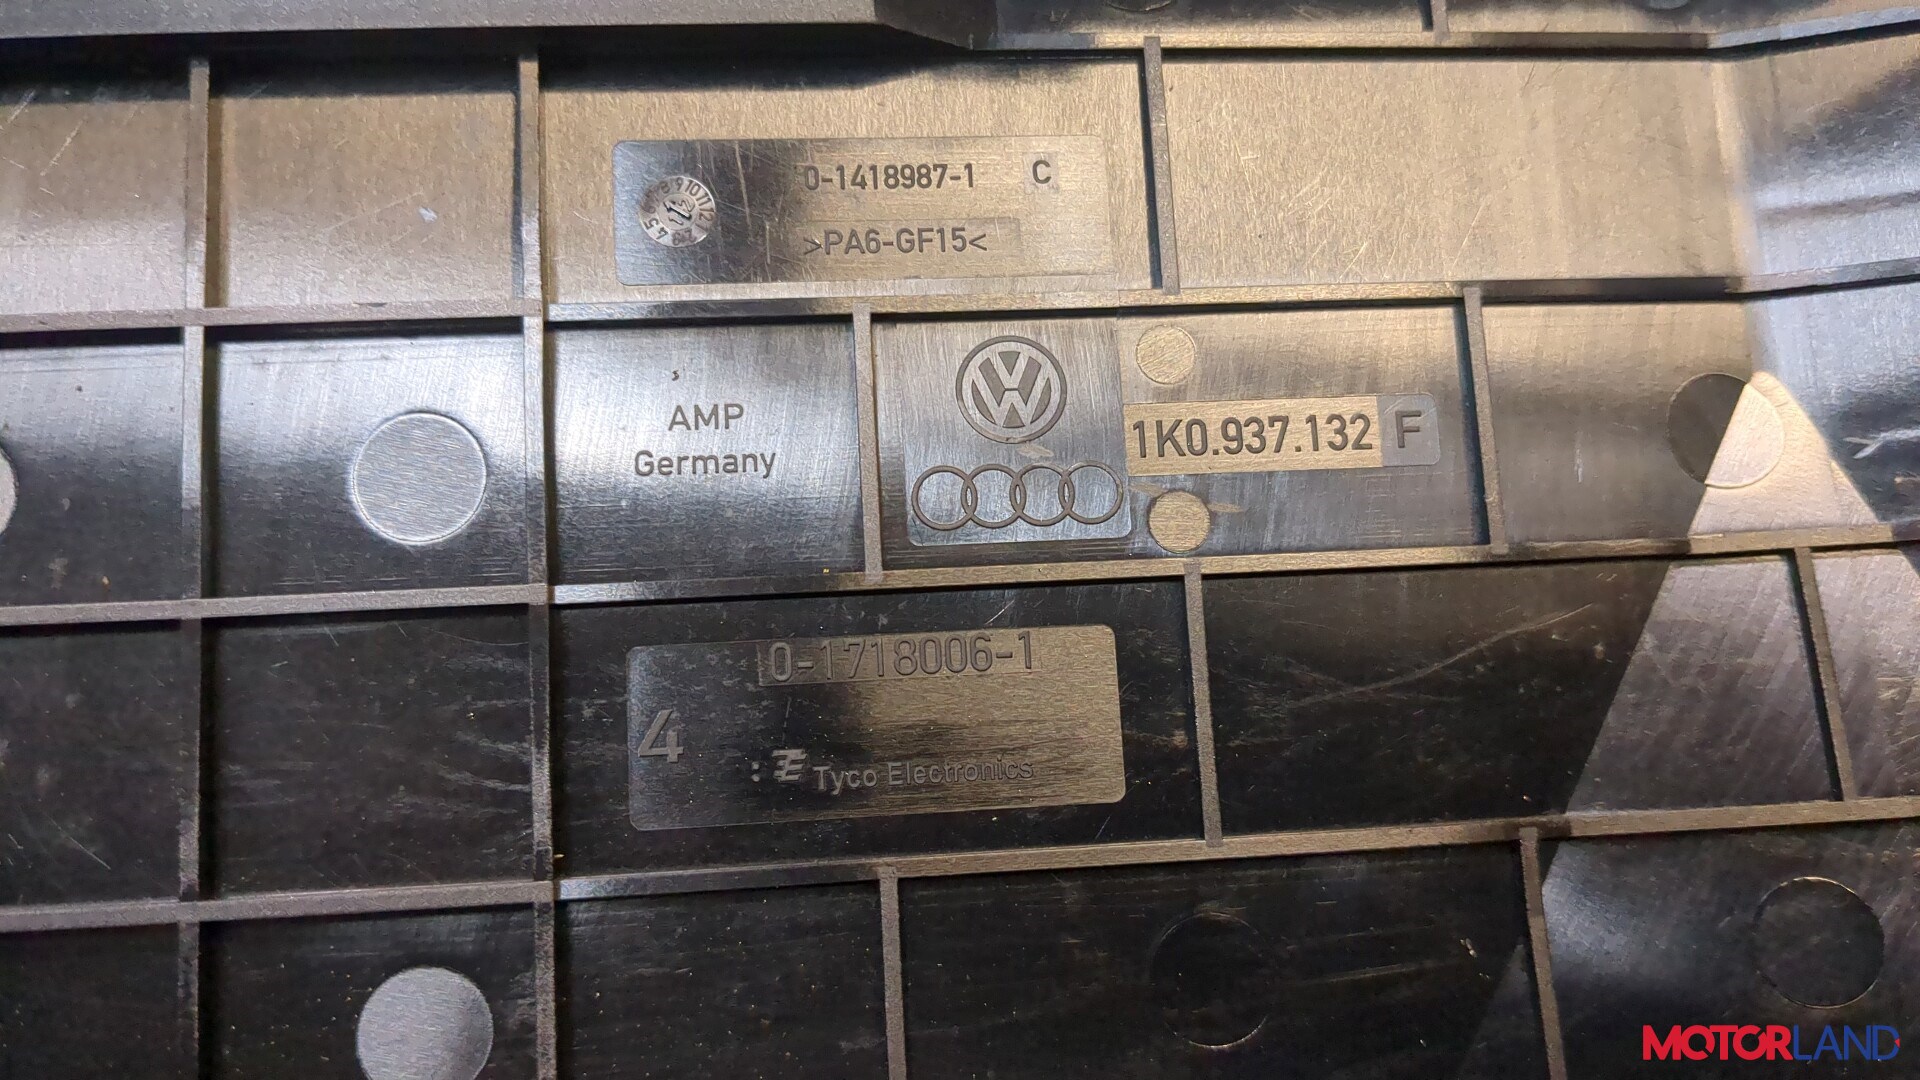 0-1418987-1 C
>PA6-GF15<
AMP
Germany
1K0.937.132 F
0-1718006-1
4
Tyco Electronics
MOTORLAND